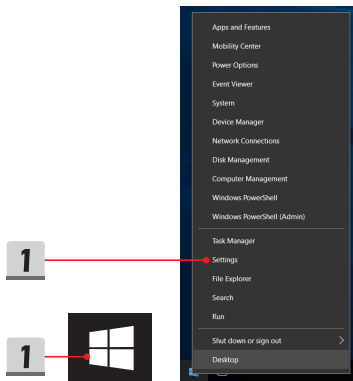 Apps and Features
Mobility Center
Power Options
Event Viewer
System
Device Manager
Network Connections
Disk Management
Computer Management
Windows PowerShell
Windows PowerShell (Admin)
Task Manager
1
Settings
File Explorer
Search
Run
Shut down or sign out
1
Desktop